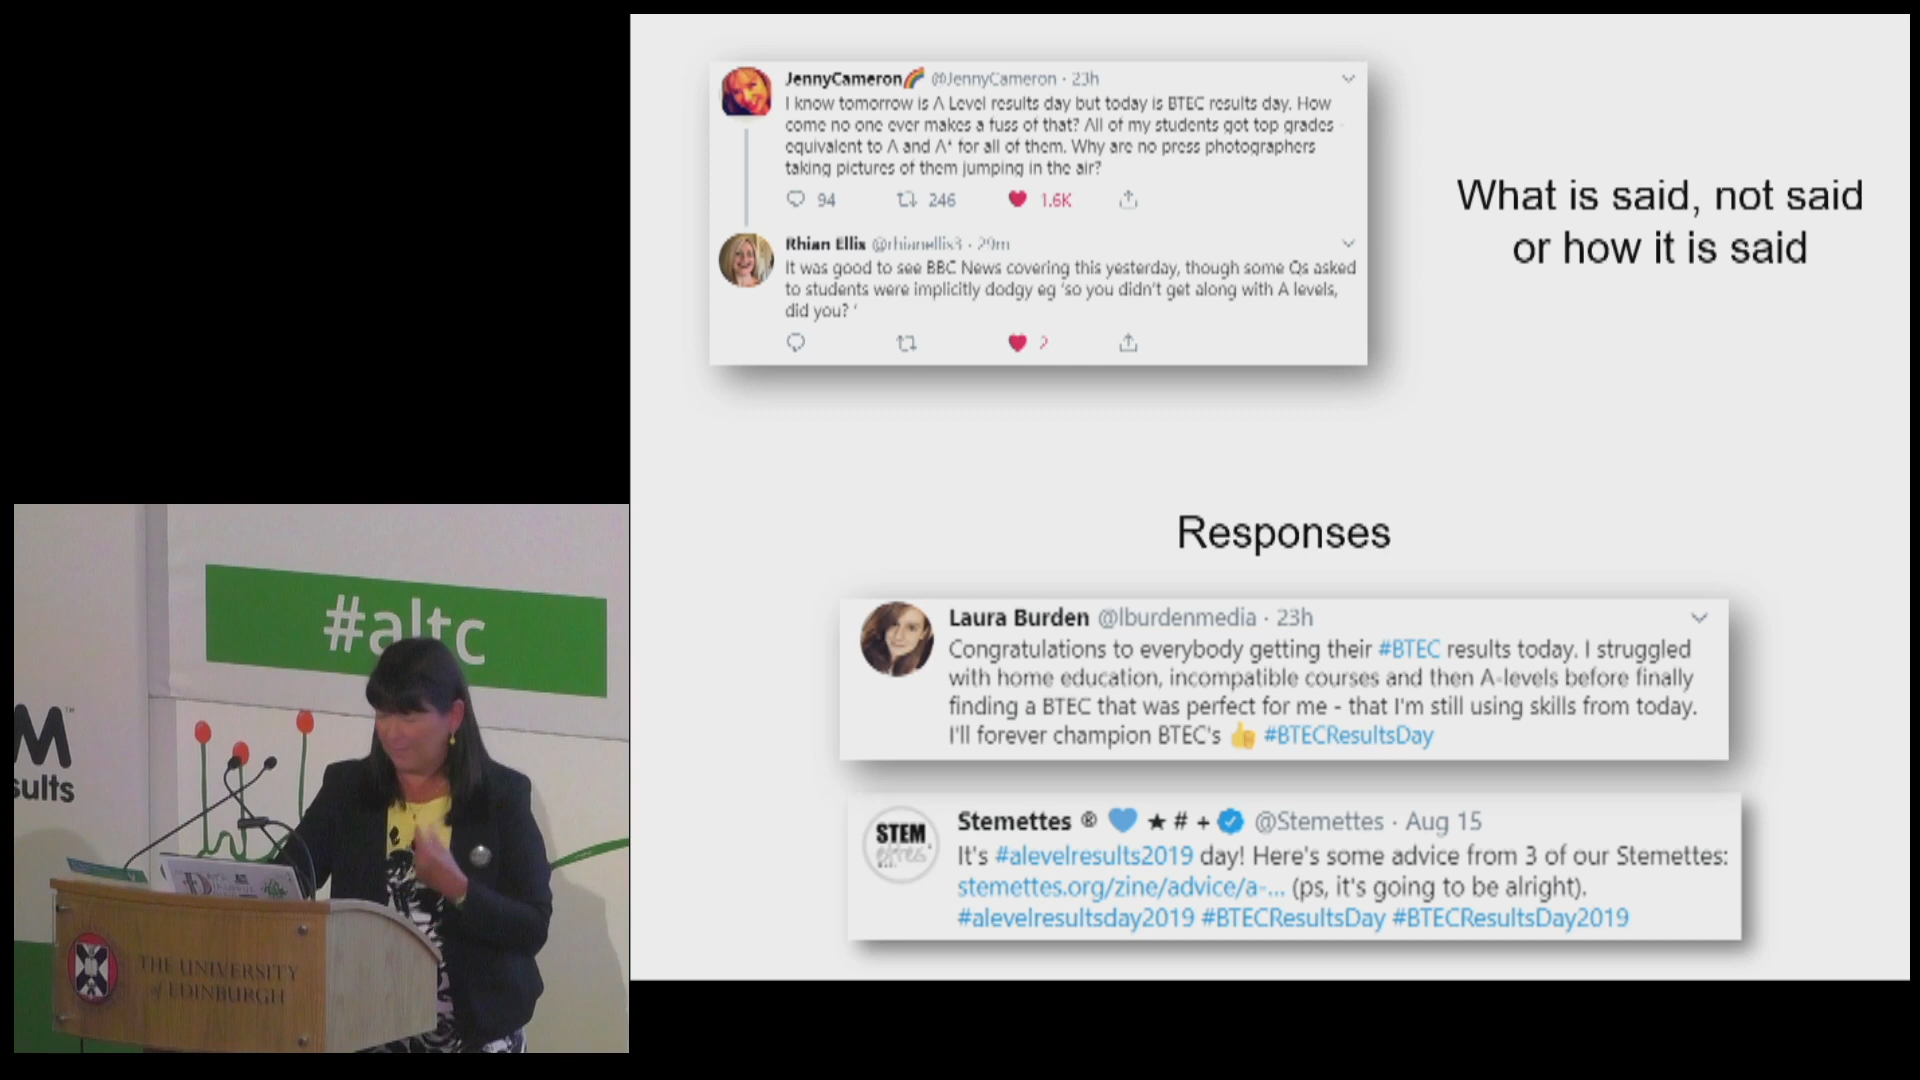 JennyCameron @JennyCameron · 23h
I know tomorrow is A Level results day but today is BTEC results day. How
come no one ever makes a fuss of that? All of my students got top grades -
equivalent to A and A* for all of them. Why are no press photographers
taking pictures of them jumping in the air?
94 246 1.6K
Rhian Ellis @rhianellis3 · 29m
It was good to see BBC News covering this yesterday, though some Qs asked
to students were implicitly dodgy eg 'so you didn't get along with A levels,
did you? '
2
What is said, not said
or how it is said
Responses
Laura Burden @lburdenmedia · 23h
Congratulations to everybody getting their #BTEC results today. I struggled
with home education, incompatible courses and then A-levels before finally
finding a BTEC that was perfect for me - that I'm still using skills from today.
I'll forever champion BTEC's 👍 #BTECResultsDay
STEM
ettes
Stemettes ® 💙 ★ # + @Stemettes · Aug 15
It's #alevelresults2019 day! Here's some advice from 3 of our Stemettes:
stemettes.org/zine/advice/a-... (ps, it's going to be alright).
#alevelresultsday2019 #BTECResultsDay #BTECResultsDay2019
#altc
M™
sults
THE UNIVERSITY
of EDINBURGH